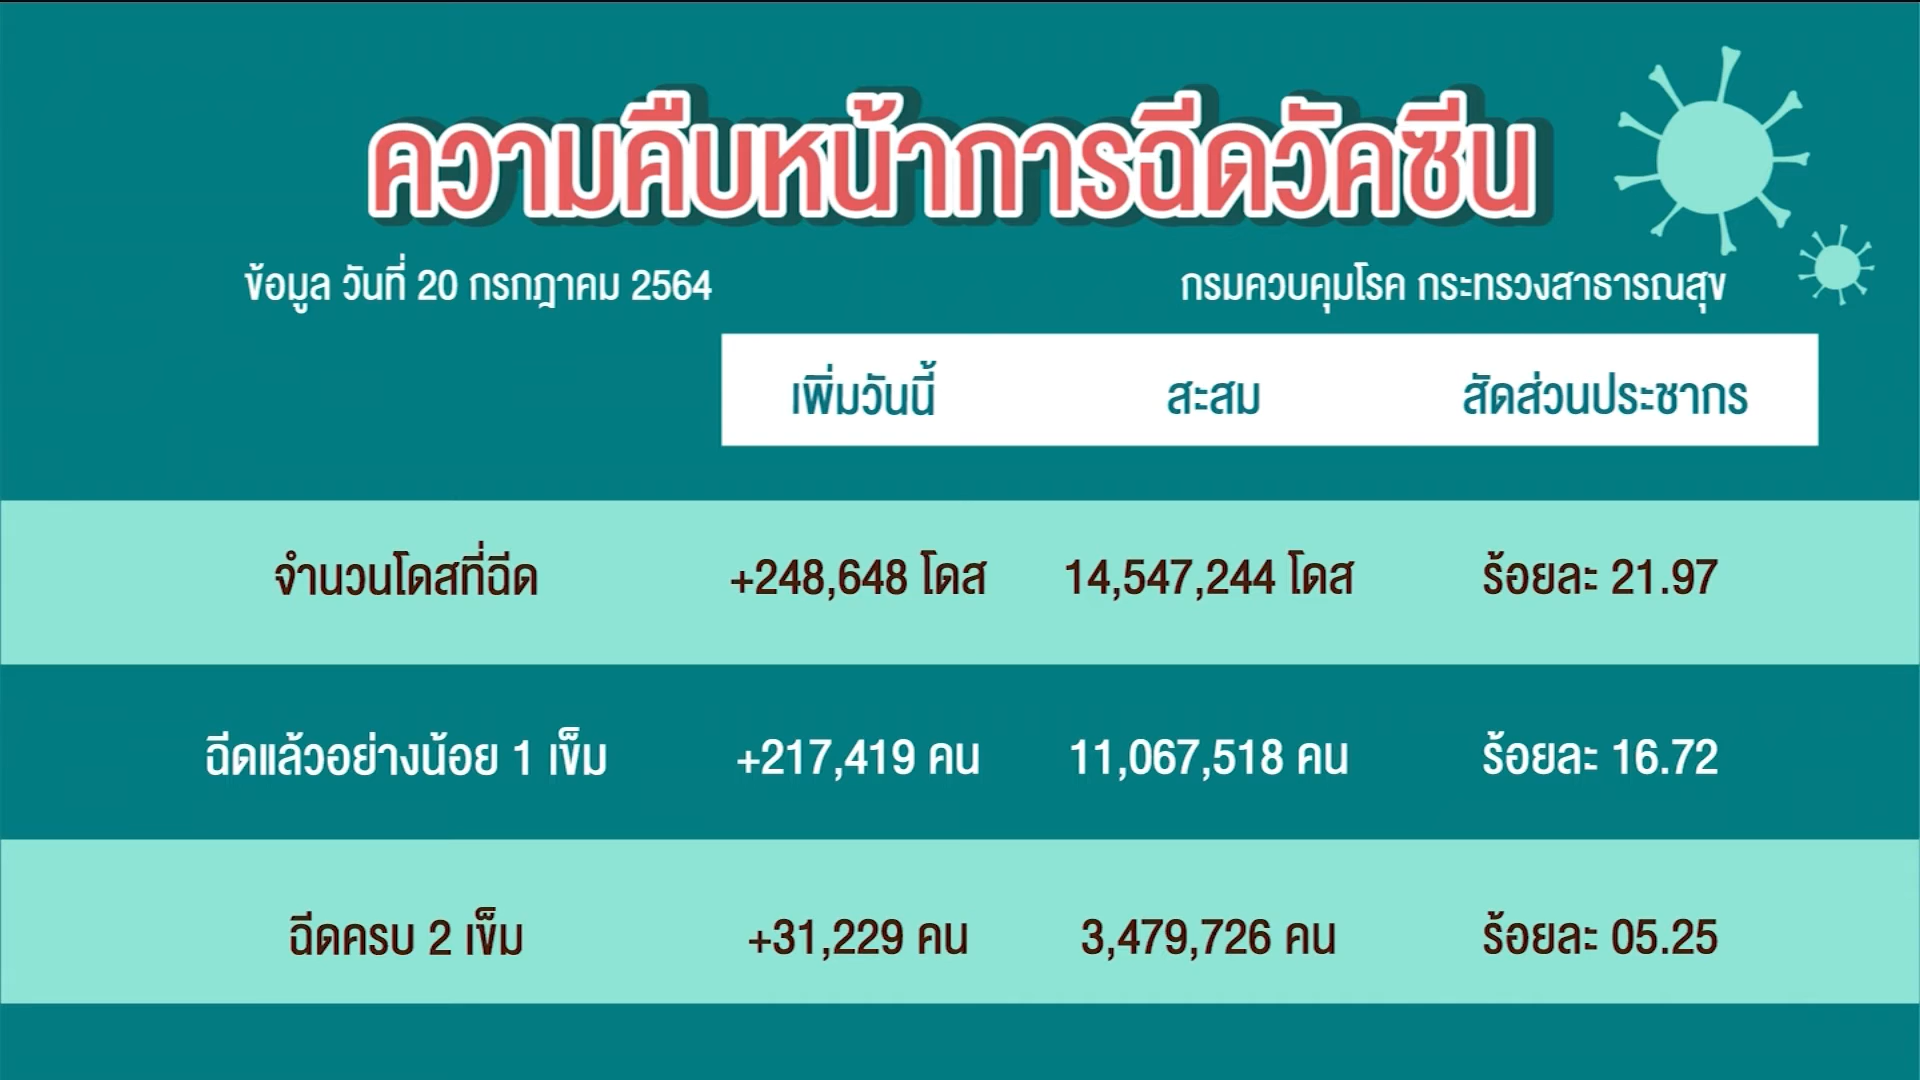 ความคืบหน้าการฉีดวัคซีน
ข้อมูล วันที่ 20 กรกฎาคม 2564 กรมควบคุมโรค กระทรวงสาธารณสุข
เพิ่มวันนี้ สะสม สัดส่วนประชากร
จำนวนโดสที่ฉีด +248,648 โดส 14,547,244 โดส ร้อยละ 21.97
ฉีดแล้วอย่างน้อย 1 เข็ม +217,419 คน 11,067,518 คน ร้อยละ 16.72
ฉีดครบ 2 เข็ม +31,229 คน 3,479,726 คน ร้อยละ 05.25